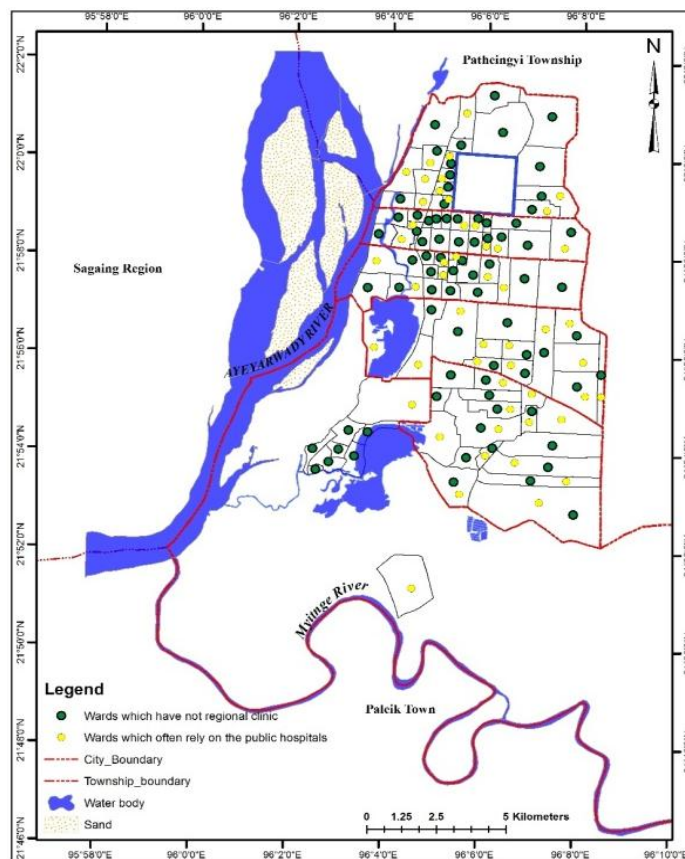 95°58'0"E 96°0'0"E 96°2'0"E 96°4'0"E 96°6'0"E 96°8'0"E
22°2'0"N
N
Patheingyi Township
22°0'0"N
21°58'0"N
Sagaing Region
21°56'0"N
AYEYARWADY RIVER
21°54'0"N
21°52'0"N
Myitnge River
21°50'0"N
Legend
Wards which have not regional clinic
Paleik Town
Wards which often rely on the public hospitals
21°48'0"N
City_Boundary
Township_boundary
Water body
0 1.25 2.5 5 Kilometers
Sand
21°46'0"N
95°58'0"E 96°0'0"E 96°2'0"E 96°4'0"E 96°6'0"E 96°8'0"E 96°10'0"E